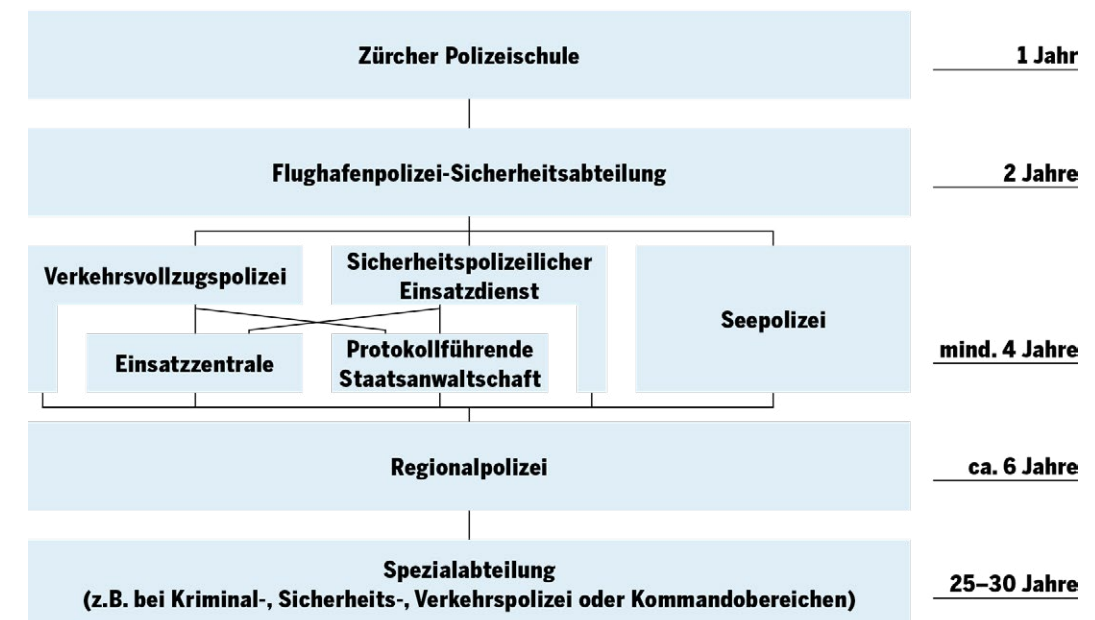 Zürcher Polizeischule
1 Jahr
Flughafenpolizei-Sicherheitsabteilung
2 Jahre
Verkehrsvollzugspolizei
Sicherheitspolizeilicher
Einsatzdienst
Seepolizei
Einsatzzentrale
Protokollführende
Staatsanwaltschaft
mind. 4 Jahre
Regionalpolizei
ca. 6 Jahre
Spezialabteilung
(z.B. bei Kriminal-, Sicherheits-, Verkehrspolizei oder Kommandobereichen)
25–30 Jahre